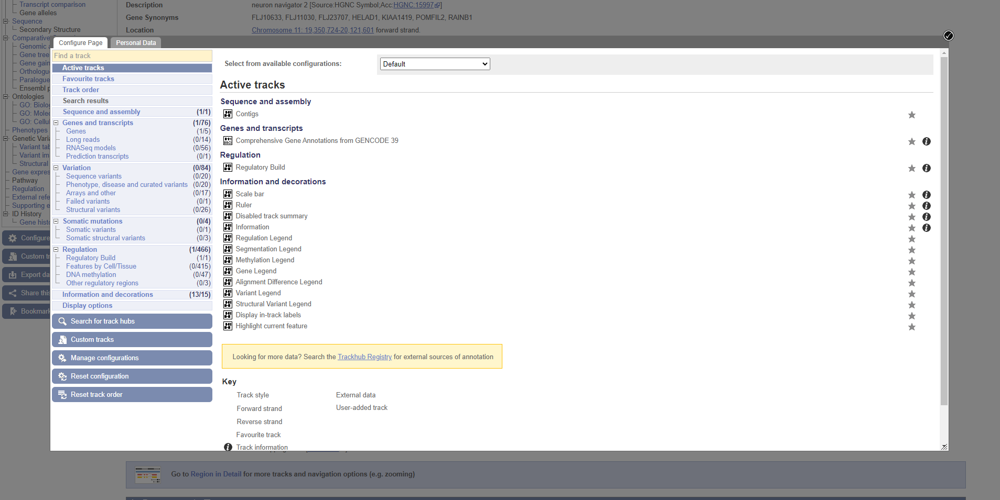 Transcript comparison
Gene alleles
Sequence
Secondary Structure
Comparative
Genomic
Gene tree
Gene gain
Orthologue
Paralogue
Ensembl p
Ontologies
GO: Biolog
GO: Molec
GO: Cellul
Phenotypes
Genetic Varia
Variant tab
Variant im
Structural
Gene expres
Pathway
Regulation
External refe
Supporting e
ID History
Gene histo
Configure
Custom tr
Export da
Share this
Bookmark
Description neuron navigator 2 [Source:HGNC Symbol;Acc:HGNC:15997]
Gene Synonyms FLJ10633, FLJ11030, FLJ23707, HELAD1, KIAA1419, POMFIL2, RAINB1
Location Chromosome 11: 19,350,724-20,121,601 forward strand.
Configure Page Personal Data
Find a track
Active tracks
Favourite tracks
Track order
Search results
Sequence and assembly (1/1)
Genes and transcripts (1/76)
Genes (1/5)
Long reads (0/14)
RNASeq models (0/56)
Prediction transcripts (0/1)
Variation (0/84)
Sequence variants (0/20)
Phenotype, disease and curated variants (0/20)
Arrays and other (0/17)
Failed variants (0/1)
Structural variants (0/26)
Somatic mutations (0/4)
Somatic variants (0/1)
Somatic structural variants (0/3)
Regulation (1/466)
Regulatory Build (1/1)
Features by Cell/Tissue (0/415)
DNA methylation (0/47)
Other regulatory regions (0/3)
Information and decorations (13/15)
Display options
Search for track hubs
Custom tracks
Manage configurations
Reset configuration
Reset track order
Select from available configurations: Default
Active tracks
Sequence and assembly
Contigs
Genes and transcripts
Comprehensive Gene Annotations from GENCODE 39
Regulation
Regulatory Build
Information and decorations
Scale bar
Ruler
Disabled track summary
Information
Regulation Legend
Segmentation Legend
Methylation Legend
Gene Legend
Alignment Difference Legend
Variant Legend
Structural Variant Legend
Display in-track labels
Highlight current feature
Looking for more data? Search the Trackhub Registry for external sources of annotation
Key
Track style External data
Forward strand User-added track
Reverse strand
Favourite track
Track information
Go to Region in Detail for more tracks and navigation options (e.g. zooming)